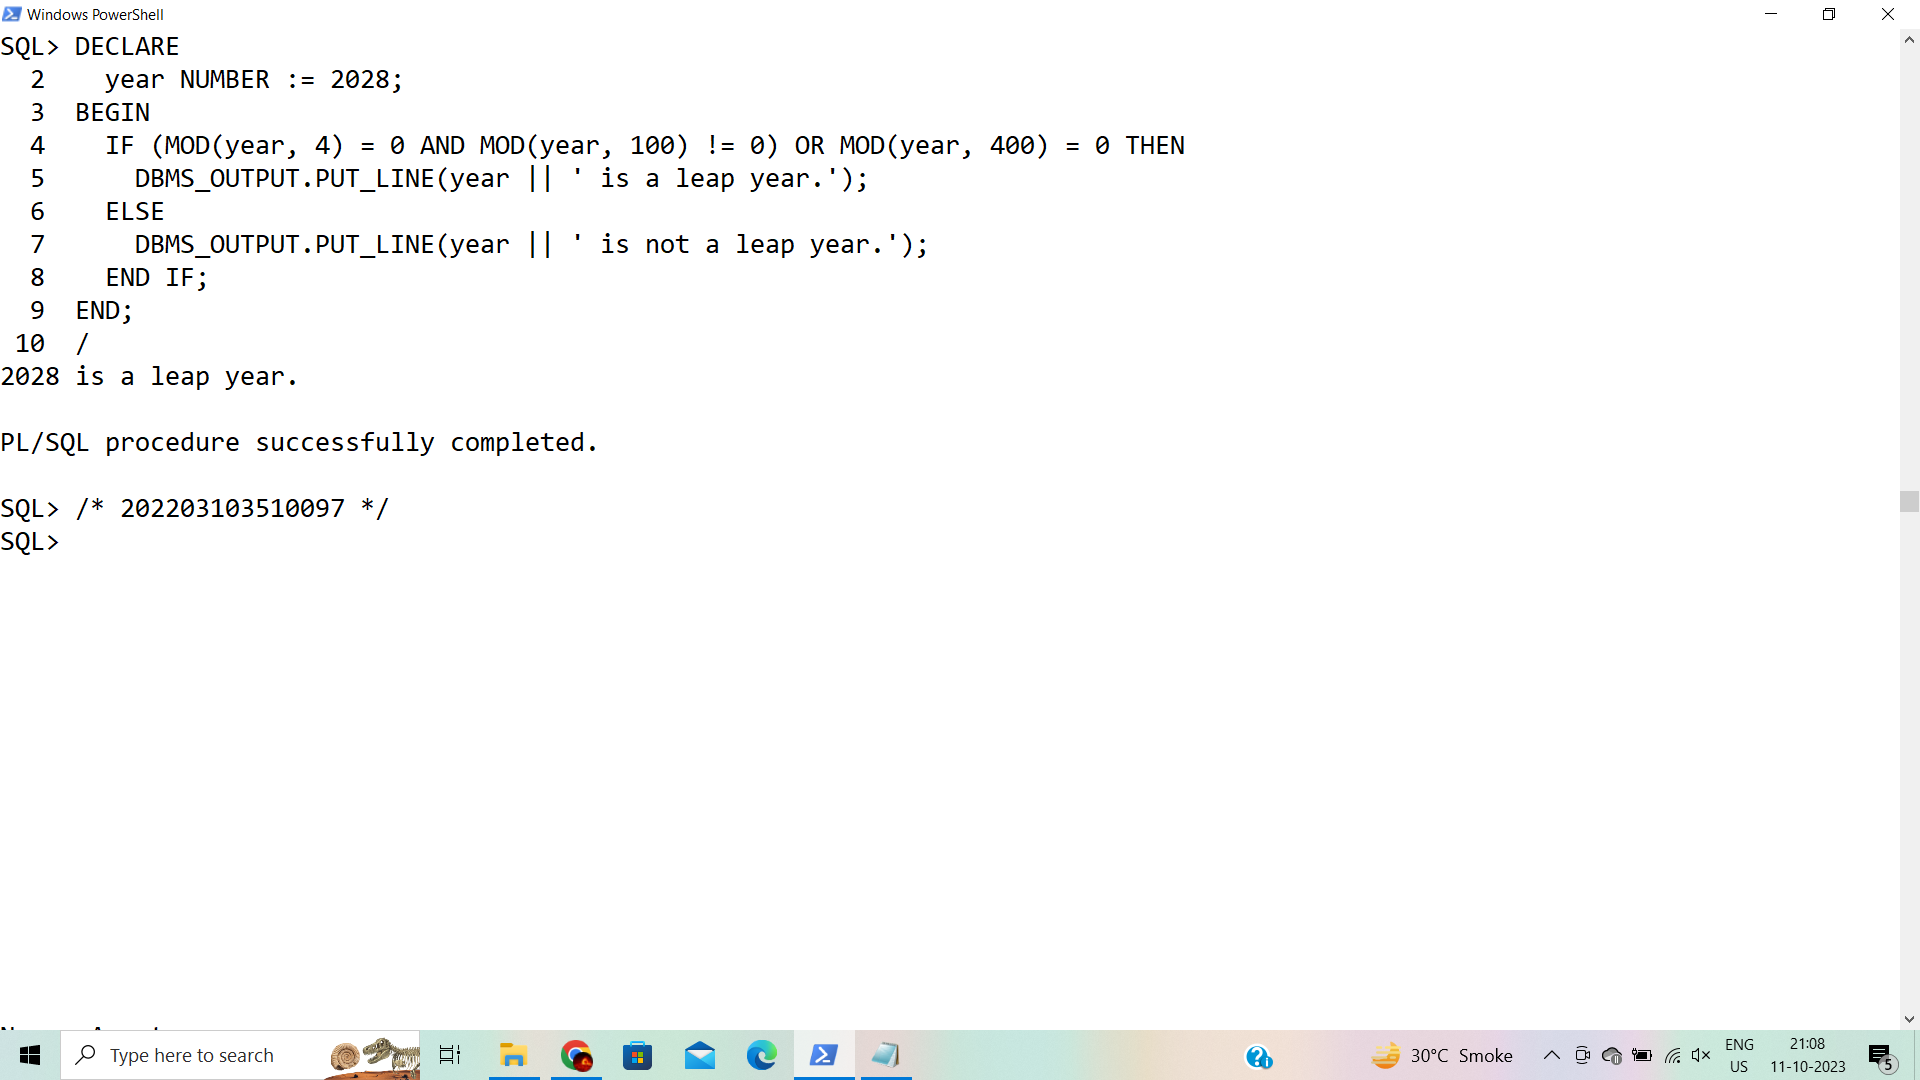 Windows PowerShell
SQL> DECLARE
  2    year NUMBER := 2028;
  3  BEGIN
  4    IF (MOD(year, 4) = 0 AND MOD(year, 100) != 0) OR MOD(year, 400) = 0 THEN
  5      DBMS_OUTPUT.PUT_LINE(year || ' is a leap year.');
  6    ELSE
  7      DBMS_OUTPUT.PUT_LINE(year || ' is not a leap year.');
  8    END IF;
  9  END;
 10  /
2028 is a leap year.
PL/SQL procedure successfully completed.
SQL> /* 202203103510097 */
SQL>
Type here to search
30°C Smoke
ENG
US
21:08
11-10-2023
5